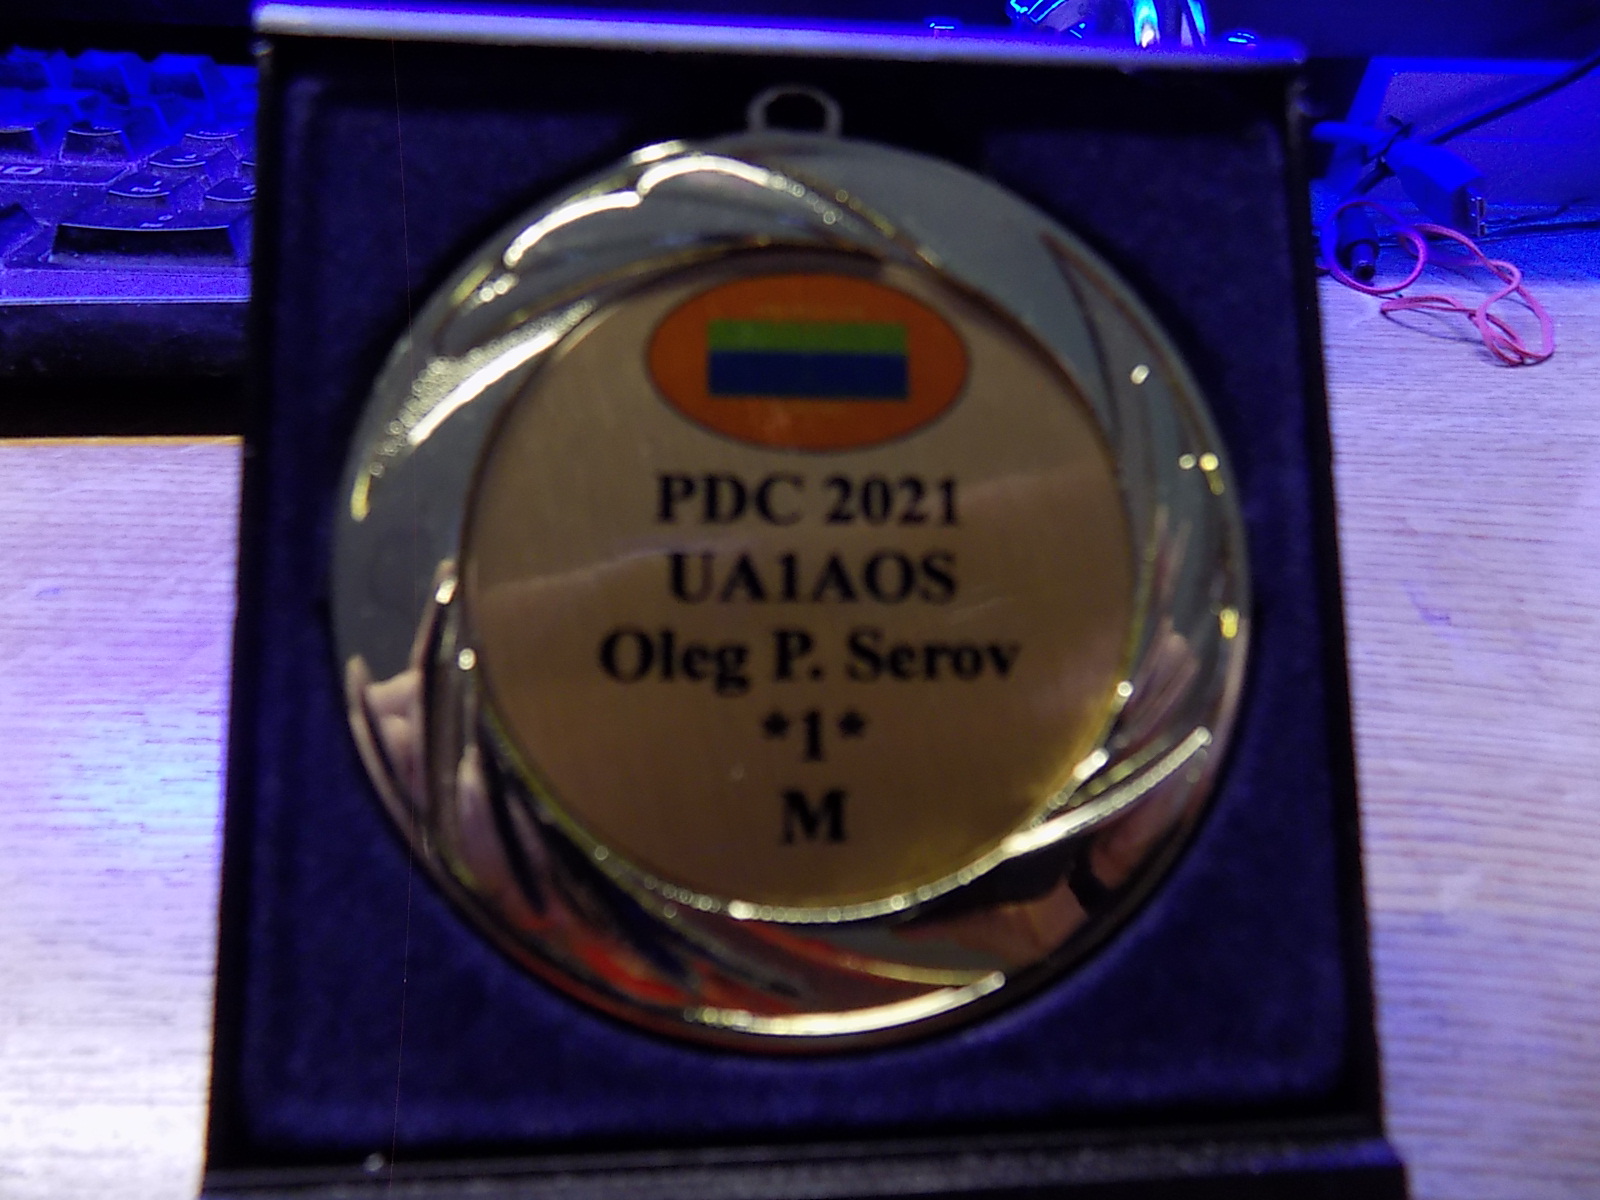 PDC 2021
UA1AOS
Oleg P. Serov
*1*
M